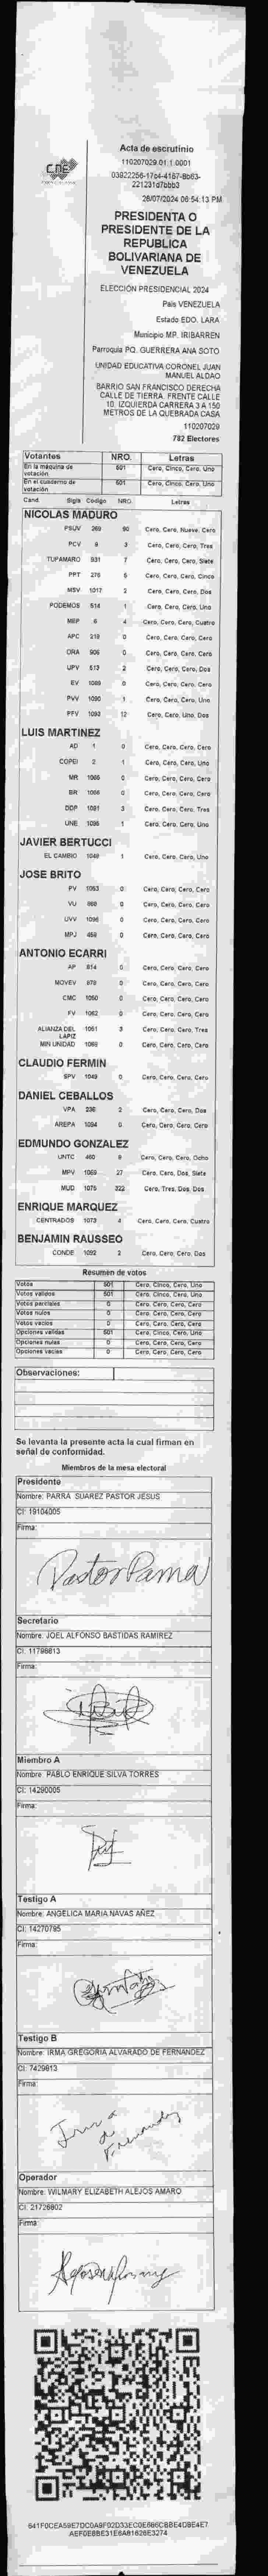 CNE
Acta de escrutinio
110207029.01.1.0001
26/07/2024 06:54:13 PM
PRESIDENTA O
PRESIDENTE DE LA
REPUBLICA
BOLIVARIANA DE
VENEZUELA
ELECCIÓN PRESIDENCIAL 2024
País VENEZUELA
Estado EDO. LARA
Municipio MP. IRIBARREN
Parroquia PQ. GUERRERA ANA SOTO
UNIDAD EDUCATIVA CORONEL JUAN
MANUEL ALDAO
BARRIO SAN FRANCISCO DERECHA
CALLE DE TIERRA. FRENTE CALLE
10. IZQUIERDA CARRERA 3 A 150
METROS DE LA QUEBRADA CASA
110207029
782 Electores
Votantes NRO. Letras
En la máquina de votación. 501 Cero, Cinco, Cero, Uno
En el cuaderno de votación. 501 Cero, Cinco, Cero, Uno
Cand. Sigla Código NRO. Letras
NICOLAS MADURO
PSUV 269 90 Cero, Cero, Nueve, Cero
PCV 9 3 Cero, Cero, Cero, Tres
TUPAMARO 931 7 Cero, Cero, Cero, Siete
PPT 276 5 Cero, Cero, Cero, Cinco
MSV 1017 2 Cero, Cero, Cero, Dos
PODEMOS 514 1 Cero, Cero, Cero, Uno
MEP 6 4 Cero, Cero, Cero, Cuatro
APC 218 0 Cero, Cero, Cero, Cero
ORA 906 0 Cero, Cero, Cero, Cero
UPV 513 2 Cero, Cero, Cero, Dos
EV 1089 0 Cero, Cero, Cero, Cero
PVV 1090 1 Cero, Cero, Cero, Uno
PFV 1093 12 Cero, Cero, Uno, Dos
LUIS MARTINEZ
AD 1 0 Cero, Cero, Cero, Cero
COPEI 2 1 Cero, Cero, Cero, Uno
MR 1066 0 Cero, Cero, Cero, Cero
BR 0 Cero, Cero, Cero, Cero
DDP 1081 3 Cero, Cero, Cero, Tres
UNE 1095 1 Cero, Cero, Cero, Uno
JAVIER BERTUCCI
EL CAMBIO 1048 1 Cero, Cero, Cero, Uno
JOSE BRITO
PV 1053 0 Cero, Cero, Cero, Cero
VU 860 0 Cero, Cero, Cero, Cero
UVV 1096 0 Cero, Cero, Cero, Cero
MPJ 459 0 Cero, Cero, Cero, Cero
ANTONIO ECARRI
AP 814 0 Cero, Cero, Cero, Cero
MOVEV 879 0 Cero, Cero, Cero, Cero
CMC 1050 0 Cero, Cero, Cero, Cero
FV 1062 0 Cero, Cero, Cero, Cero
ALIANZA DEL LAPIZ 1061 3 Cero, Cero, Cero, Tres
MIN UNIDAD 0 Cero, Cero, Cero, Cero
CLAUDIO FERMIN
SPV 1049 0 Cero, Cero, Cero, Cero
DANIEL CEBALLOS
VPA 236 2 Cero, Cero, Cero, Dos
AREPA 1094 0 Cero, Cero, Cero, Cero
EDMUNDO GONZALEZ
UNTC 460 8 Cero, Cero, Cero, Ocho
MPV 1069 27 Cero, Cero, Dos, Siete
MUD 1075 322 Cero, Tres, Dos, Dos
ENRIQUE MARQUEZ
CENTRADOS 1073 4 Cero, Cero, Cero, Cuatro
BENJAMIN RAUSSEO
CONDE 1092 2 Cero, Cero, Cero, Dos
Resumen de votos
Votos 501 Cero, Cinco, Cero, Uno
Votos válidos 501 Cero, Cinco, Cero, Uno
Votos parciales 0 Cero, Cero, Cero, Cero
Votos nulos 0 Cero, Cero, Cero, Cero
Votos vacíos 0 Cero, Cero, Cero, Cero
Opciones válidas 501 Cero, Cinco, Cero, Uno
Opciones nulas 0 Cero, Cero, Cero, Cero
Opciones vacías 0 Cero, Cero, Cero, Cero
Observaciones:
Se levanta la presente acta la cual firman en
señal de conformidad.
Miembros de la mesa electoral
Presidente
Nombre: PARRA SUAREZ PASTOR JESUS
CI: 19104005
Firma:
Pastor Parra
Secretario
Nombre: JOEL ALFONSO BASTIDAS RAMIREZ
CI: 11796813
Firma:
Miembro A
Nombre: PABLO ENRIQUE SILVA TORRES
CI: 14290005
Firma:
Testigo A
Nombre: ANGELICA MARIA NAVAS AÑEZ
CI: 14270795
Firma:
Testigo B
Nombre: IRMA GREGORIA ALVARADO DE FERNANDEZ
CI: 7429813
Firma:
Irma
de
Fernandez
Operador
Nombre: WILMARY ELIZABETH ALEJOS AMARO
CI: 21726802
Firma: